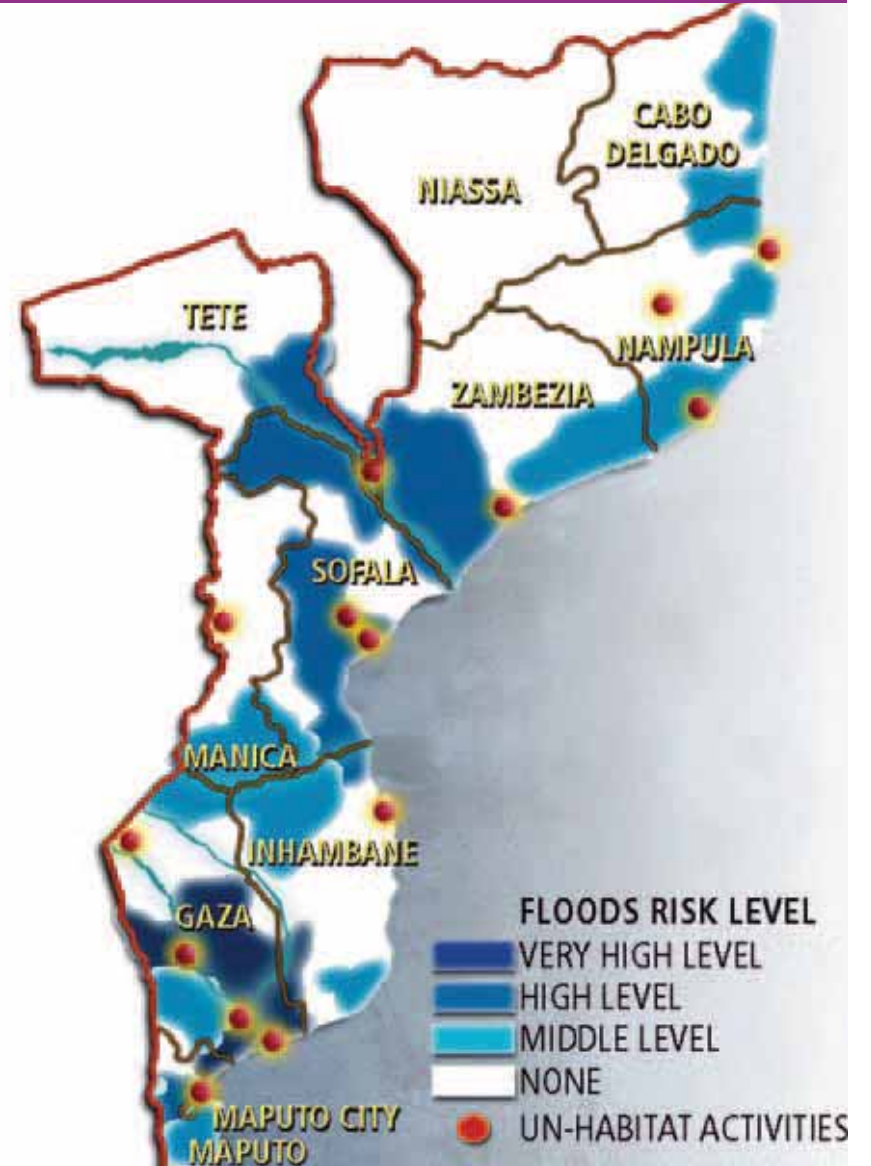 CABO
DELGADO
NIASSA
TETE
NAMPULA
ZAMBEZIA
SOFALA
MANICA
INHAMBANE
GAZA
FLOODS RISK LEVEL
VERY HIGH LEVEL
HIGH LEVEL
MIDDLE LEVEL
NONE
UN-HABITAT ACTIVITIES
MAPUTO CITY
MAPUTO